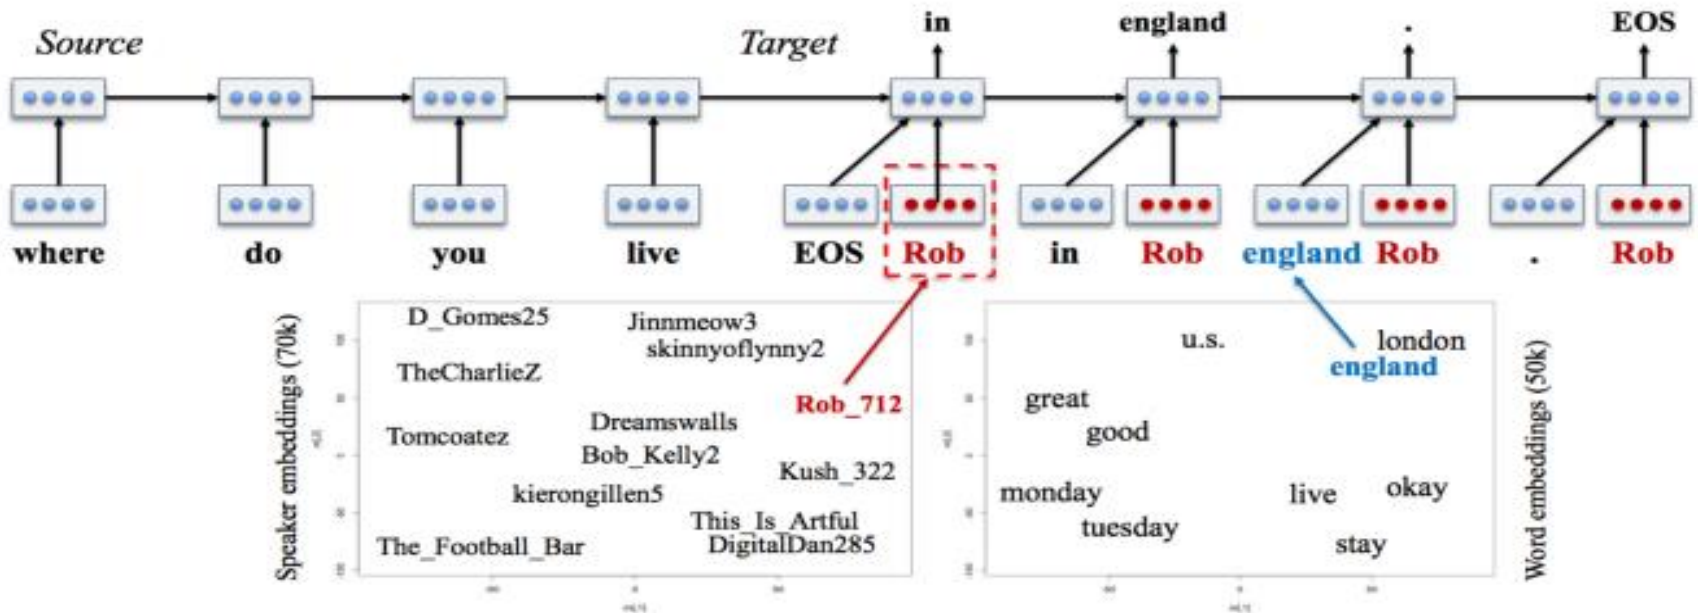 in england . EOS
Source Target
where do you live EOS Rob in Rob england Rob . Rob
Speaker embeddings (70k)
D_Gomes25
Jinnmeow3
skinnyoflynny2
TheCharlieZ
Rob_712
Dreamswalls
Tomcoatez
Bob_Kelly2
Kush_322
kierongillen5
This_Is_Artful
The_Football_Bar
DigitalDan285
u.s.
london
england
great
good
monday
live
okay
tuesday
stay
Word embeddings (50k)